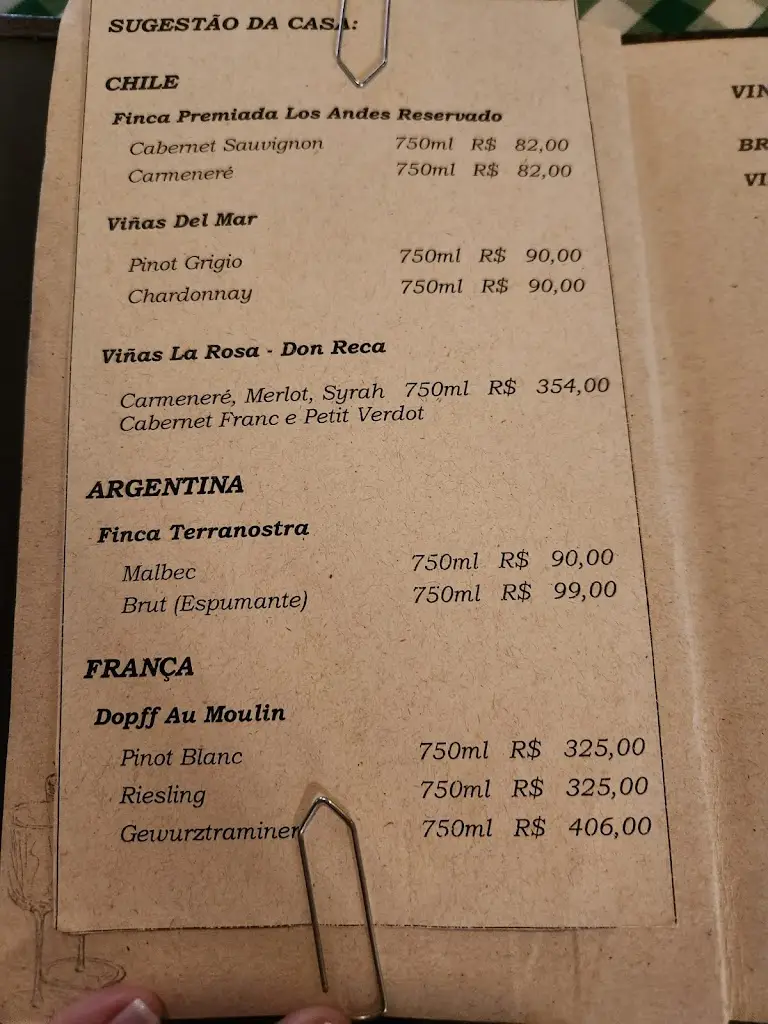 SUGESTÃO DA CASA:
CHILE
Finca Premiada Los Andes Reservado
Cabernet Sauvignon 750ml R$ 82,00
Carmeneré 750ml R$ 82,00
Viñas Del Mar
Pinot Grigio 750ml R$ 90,00
Chardonnay 750ml R$ 90,00
Viñas La Rosa - Don Reca
Carmeneré, Merlot, Syrah 750ml R$ 354,00
Cabernet Franc e Petit Verdot
ARGENTINA
Finca Terranostra
Malbec 750ml R$ 90,00
Brut (Espumante) 750ml R$ 99,00
FRANÇA
Dopff Au Moulin
Pinot Blanc 750ml R$ 325,00
Riesling 750ml R$ 325,00
Gewurztraminer 750ml R$ 406,00